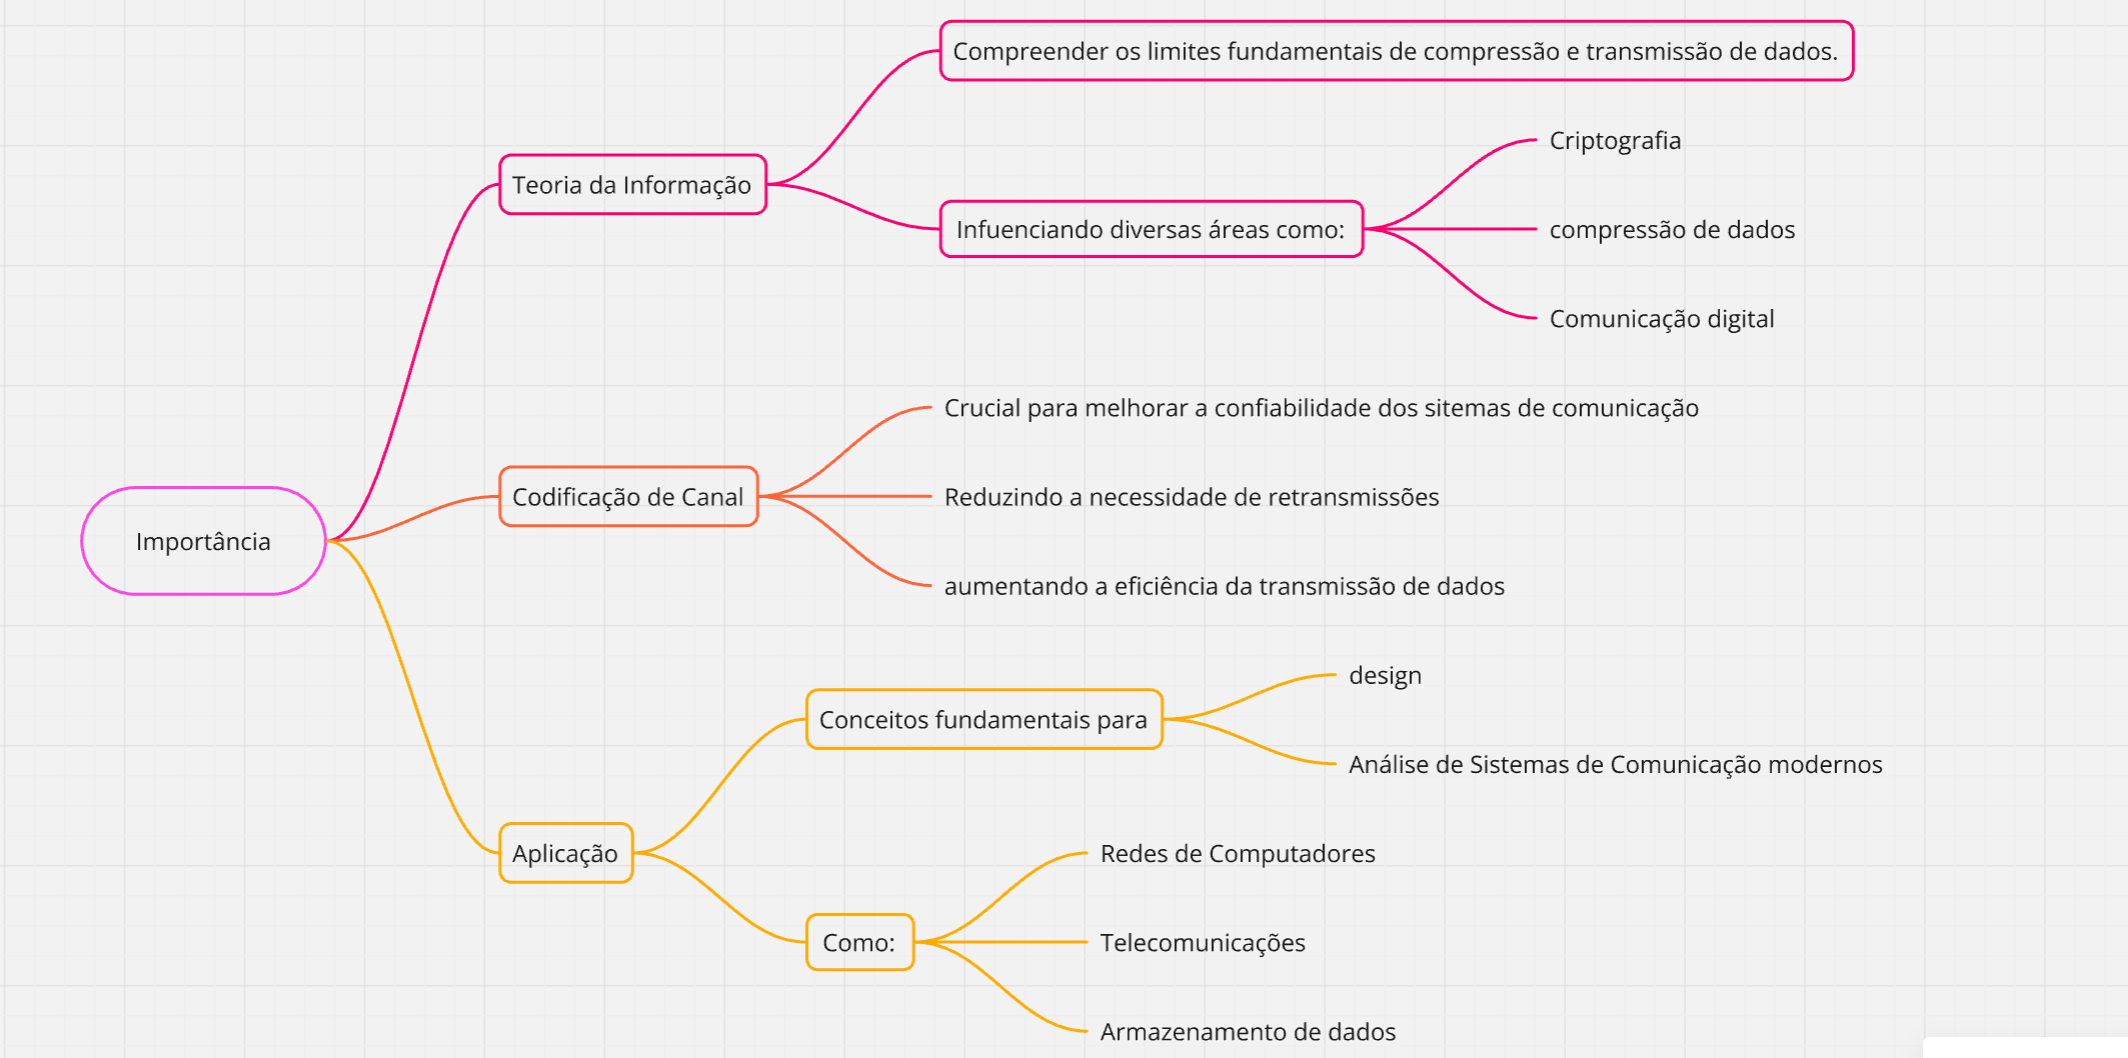 Compreender os limites fundamentais de compressão e transmissão de dados.
Criptografia
Teoria da Informação
Infuenciando diversas áreas como:
compressão de dados
Comunicação digital
Crucial para melhorar a confiabilidade dos sitemas de comunicação
Codificação de Canal
Reduzindo a necessidade de retransmissões
Importância
aumentando a eficiência da transmissão de dados
design
Conceitos fundamentais para
Análise de Sistemas de Comunicação modernos
Aplicação
Redes de Computadores
Como:
Telecomunicações
Armazenamento de dados